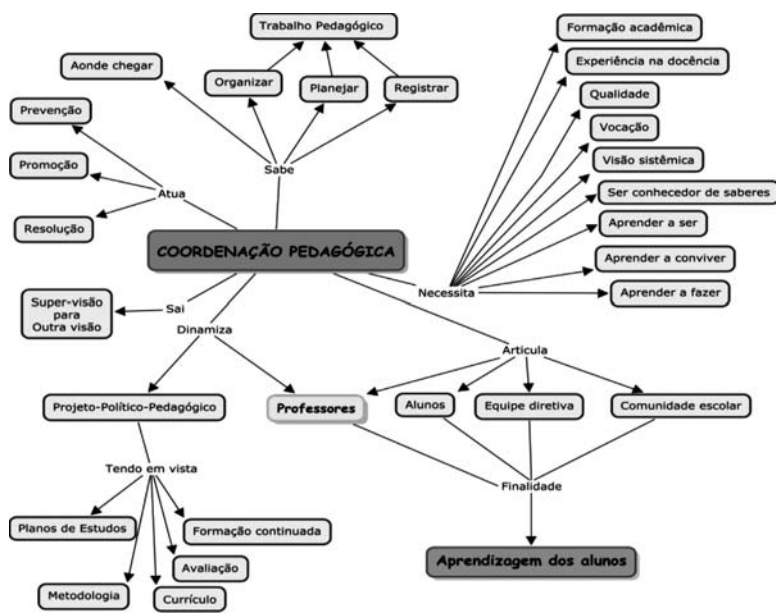 Trabalho Pedagógico
Formação acadêmica
Experiência na docência
Aonde chegar
Organizar
Planejar
Registrar
Qualidade
Prevenção
Vocação
Promoção
Sabe
Visão sistêmica
Atua
Ser conhecedor de saberes
Resolução
Aprender a ser
COORDENAÇÃO PEDAGÓGICA
Aprender a conviver
Necessita
Aprender a fazer
Super-visão
para
Outra visão
Sai
Dinamiza
Articula
Projeto-Político-Pedagógico
Professores
Alunos
Equipe diretiva
Comunidade escolar
Tendo em vista
Finalidade
Planos de Estudos
Formação continuada
Avaliação
Aprendizagem dos alunos
Metodologia
Currículo